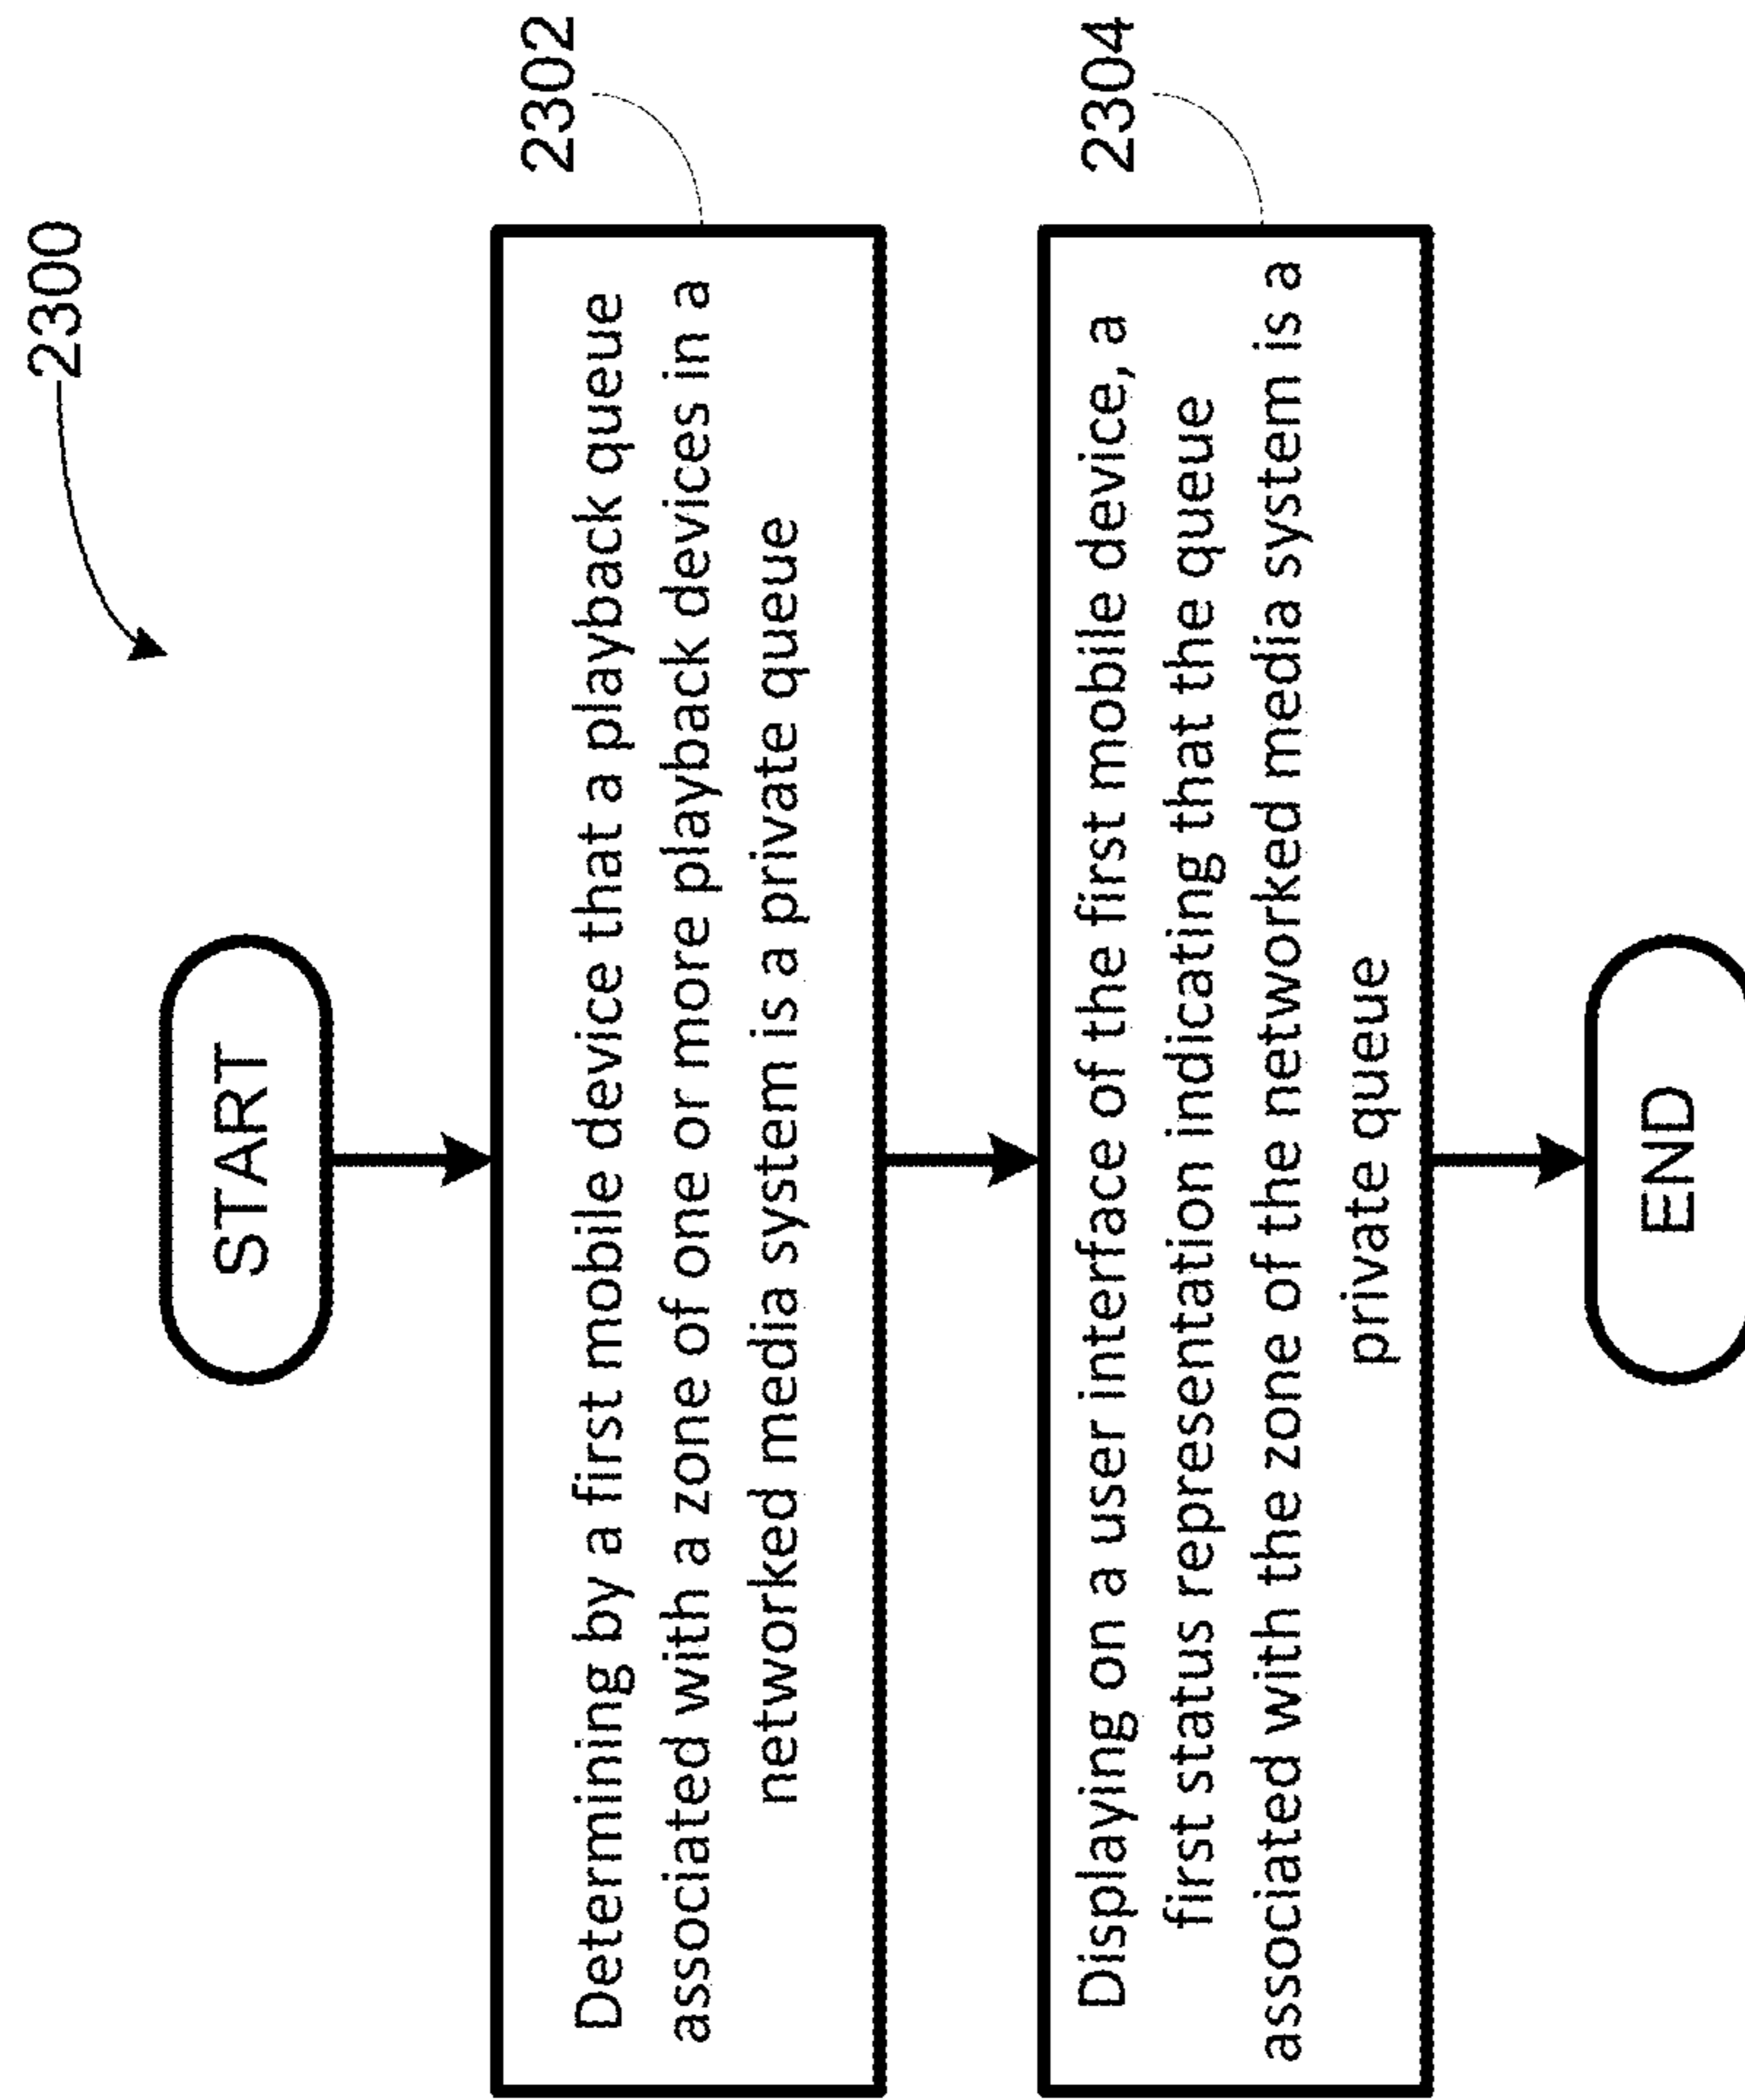 2300
START
2302
Determining by a first mobile device that a playback queue
associated with a zone of one or more playback devices in a
networked media system is a private queue
2304
Displaying on a user interface of the first mobile device, a
first status representation indicating that the queue
associated with the zone of the networked media system is a
private queue
END